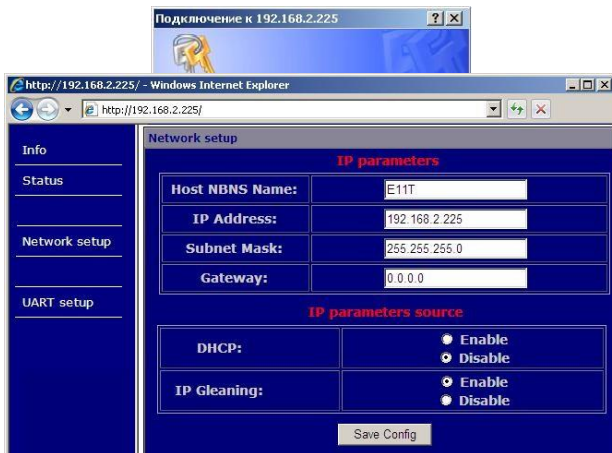 Подключение к 192.168.2.225
http://192.168.2.225/ - Windows Internet Explorer
http://192.168.2.225/
Info
Status
Network setup
UART setup
Network setup
IP parameters
Host NBNS Name: E11T
IP Address: 192.168.2.225
Subnet Mask: 255.255.255.0
Gateway: 0.0.0.0
IP parameters source
DHCP:
Enable
Disable
IP Gleaning:
Enable
Disable
Save Config